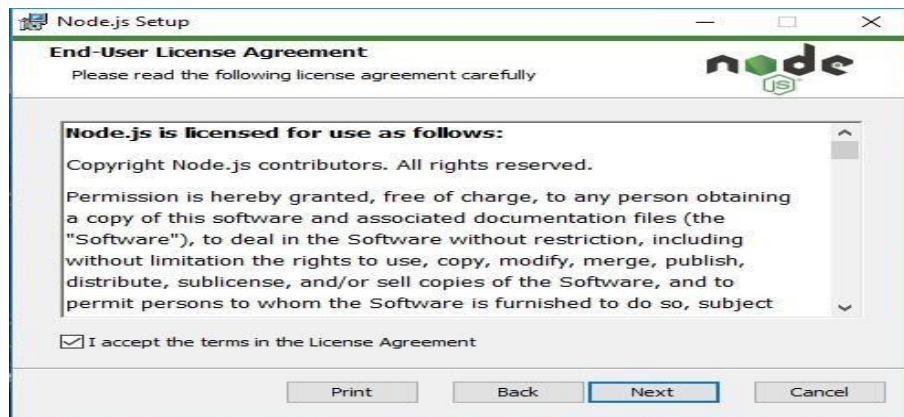 Node.js Setup
End-User License Agreement
Please read the following license agreement carefully
node
JS
Node.js is licensed for use as follows:
Copyright Node.js contributors. All rights reserved.
Permission is hereby granted, free of charge, to any person obtaining
a copy of this software and associated documentation files (the
"Software"), to deal in the Software without restriction, including
without limitation the rights to use, copy, modify, merge, publish,
distribute, sublicense, and/or sell copies of the Software, and to
permit persons to whom the Software is furnished to do so, subject
I accept the terms in the License Agreement
Print Back Next Cancel